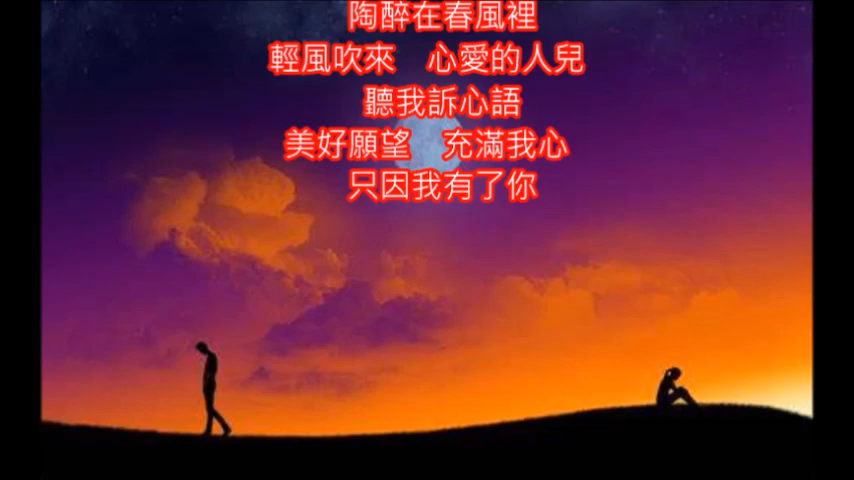 陶醉在春風裡
輕風吹來　心愛的人兒
聽我訴心語
美好願望　充滿我心
只因我有了你